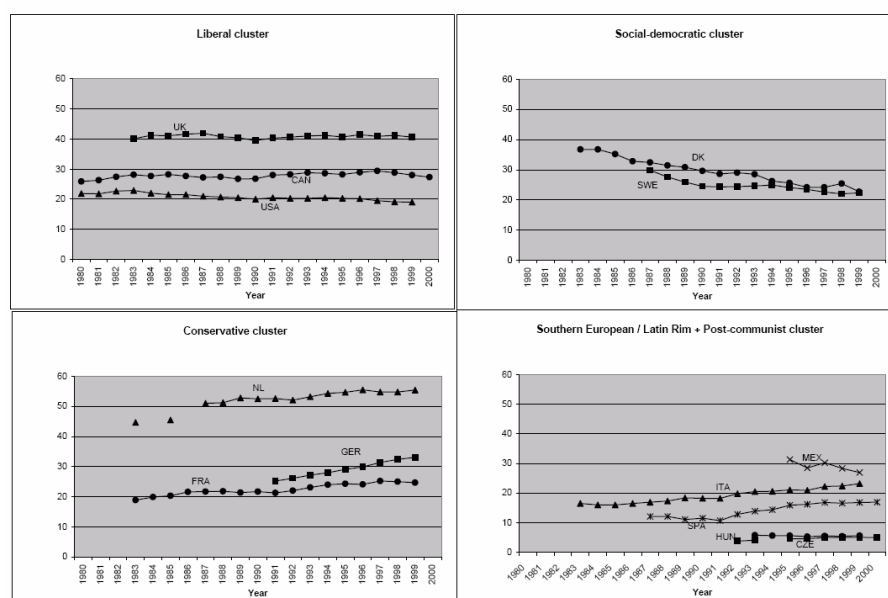 Liberal cluster
60
50
40
30
20
10
0
UK
CAN
USA
1980 1981 1982 1983 1984 1985 1986 1987 1988 1989 1990 1991 1992 1993 1994 1995 1996 1997 1998 1999 2000
Year
Social-democratic cluster
60
50
40
30
20
10
0
DK
SWE
1980 1981 1982 1983 1984 1985 1986 1987 1988 1989 1990 1991 1992 1993 1994 1995 1996 1997 1998 1999 2000
Year
Conservative cluster
60
50
40
30
20
10
0
NL
GER
FRA
1980 1981 1982 1983 1984 1985 1986 1987 1988 1989 1990 1991 1992 1993 1994 1995 1996 1997 1998 1999 2000
Year
Southern European / Latin Rim + Post-communist cluster
60
50
40
30
20
10
0
MEX
ITA
SPA
HUN
CZE
1980 1981 1982 1983 1984 1985 1986 1987 1988 1989 1990 1991 1992 1993 1994 1995 1996 1997 1998 1999 2000
Year